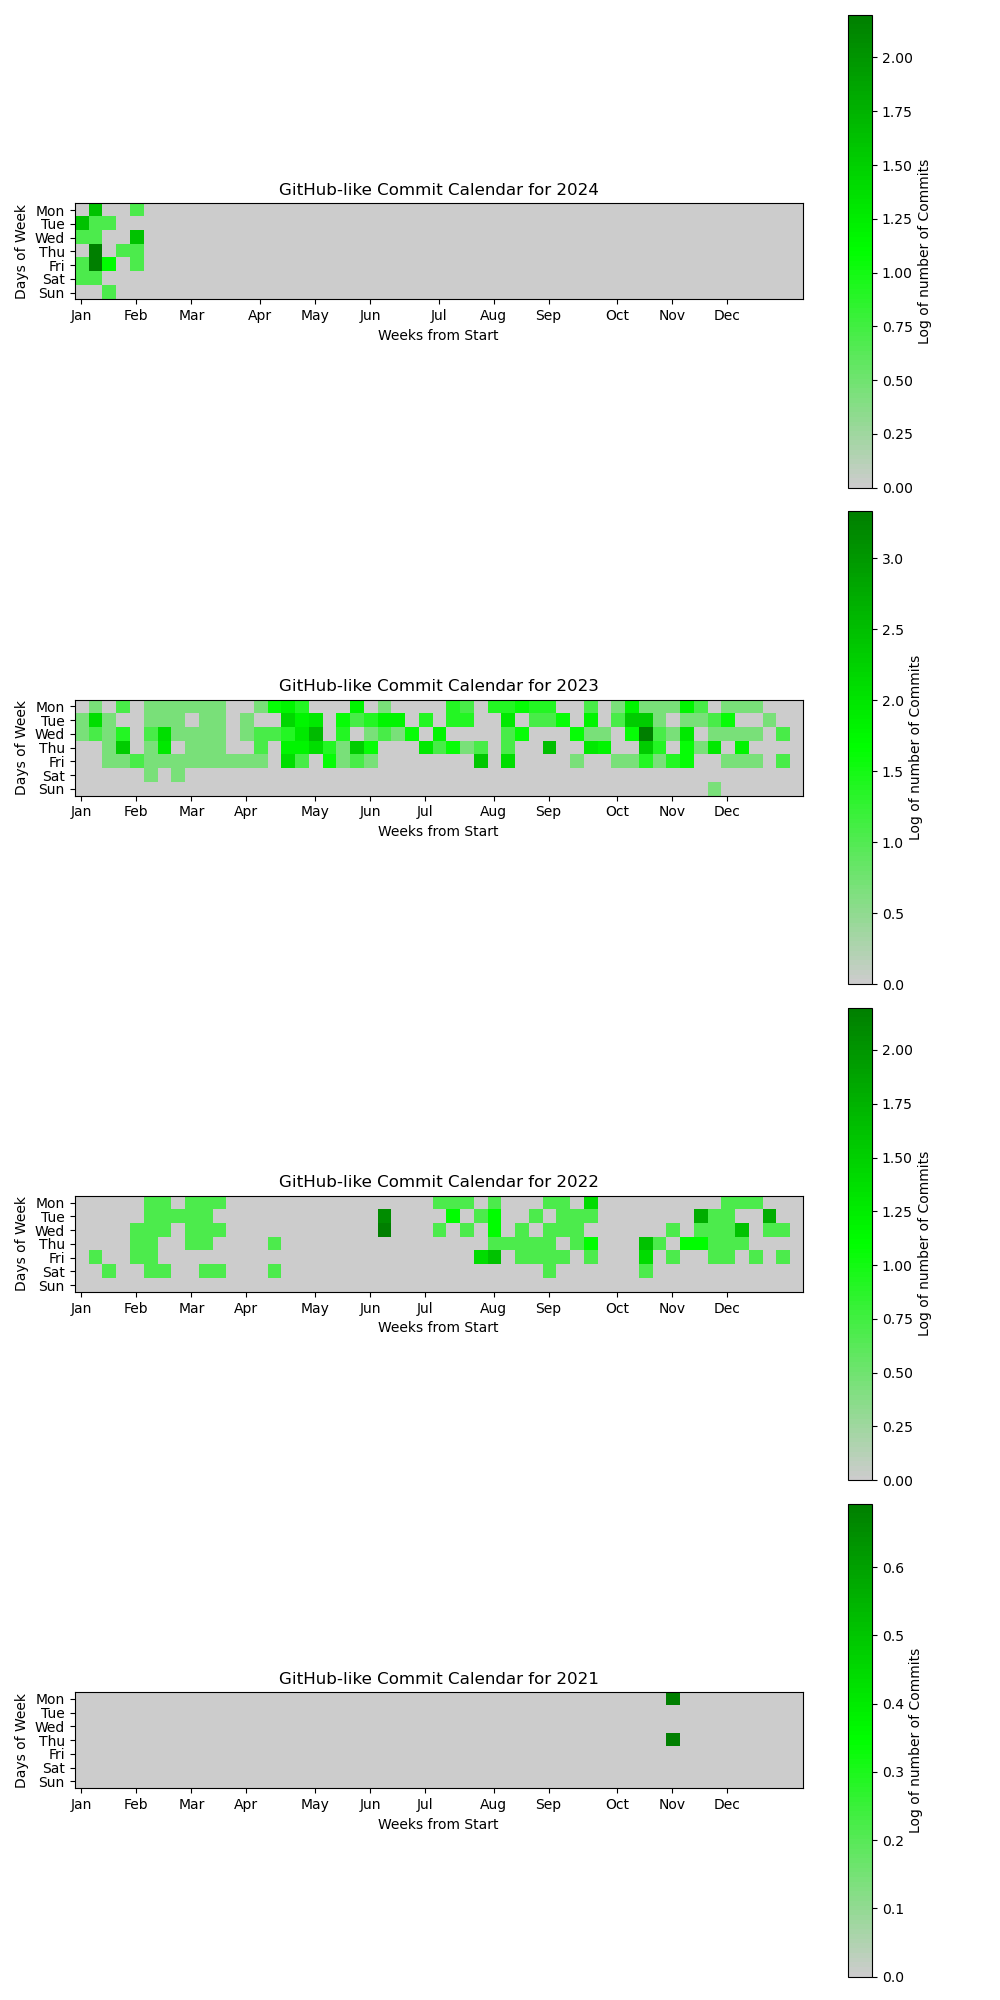 GitHub-like Commit Calendar for 2024
Days of Week
Mon
Tue
Wed
Thu
Fri
Sat
Sun
Jan Feb Mar Apr May Jun Jul Aug Sep Oct Nov Dec
Weeks from Start
2.00
1.75
1.50
1.25
1.00
0.75
0.50
0.25
0.00
Log of number of Commits
GitHub-like Commit Calendar for 2023
Days of Week
Mon
Tue
Wed
Thu
Fri
Sat
Sun
Jan Feb Mar Apr May Jun Jul Aug Sep Oct Nov Dec
Weeks from Start
3.0
2.5
2.0
1.5
1.0
0.5
0.0
Log of number of Commits
GitHub-like Commit Calendar for 2022
Days of Week
Mon
Tue
Wed
Thu
Fri
Sat
Sun
Jan Feb Mar Apr May Jun Jul Aug Sep Oct Nov Dec
Weeks from Start
2.00
1.75
1.50
1.25
1.00
0.75
0.50
0.25
0.00
Log of number of Commits
GitHub-like Commit Calendar for 2021
Days of Week
Mon
Tue
Wed
Thu
Fri
Sat
Sun
Jan Feb Mar Apr May Jun Jul Aug Sep Oct Nov Dec
Weeks from Start
0.6
0.5
0.4
0.3
0.2
0.1
0.0
Log of number of Commits